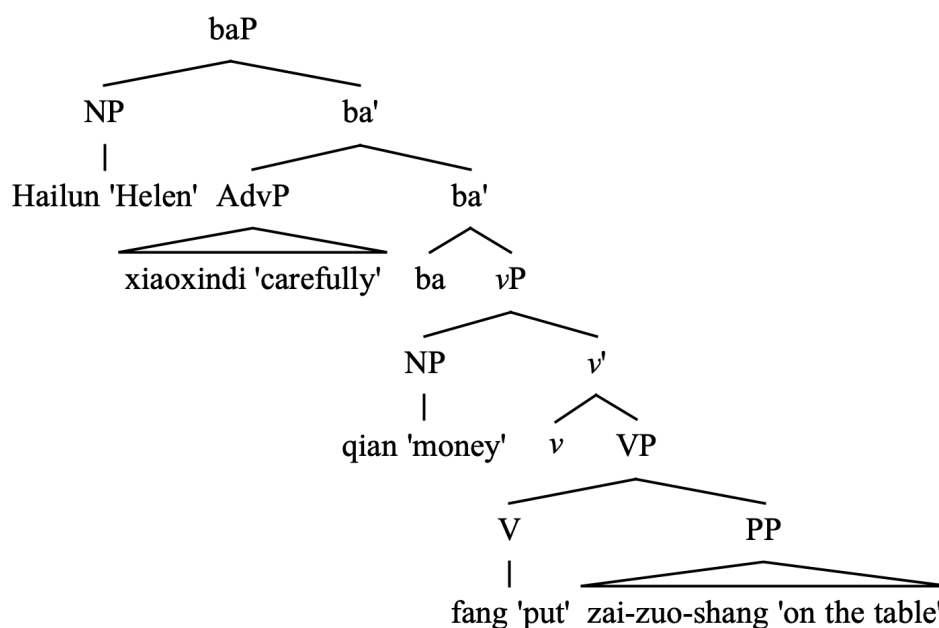 baP
NP ba'
Hailun 'Helen' AdvP ba'
xiaoxindi 'carefully' ba vP
NP v'
qian 'money' v VP
V PP
fang 'put' zai-zuo-shang 'on the table'